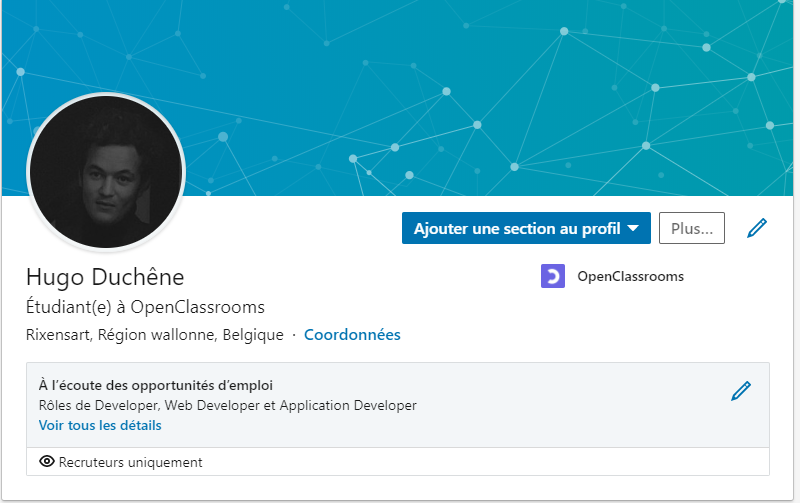 Ajouter une section au profil
Plus...
Hugo Duchêne
OpenClassrooms
Étudiant(e) à OpenClassrooms
Rixensart, Région wallonne, Belgique · Coordonnées
À l’écoute des opportunités d’emploi
Rôles de Developer, Web Developer et Application Developer
Voir tous les détails
Recruteurs uniquement